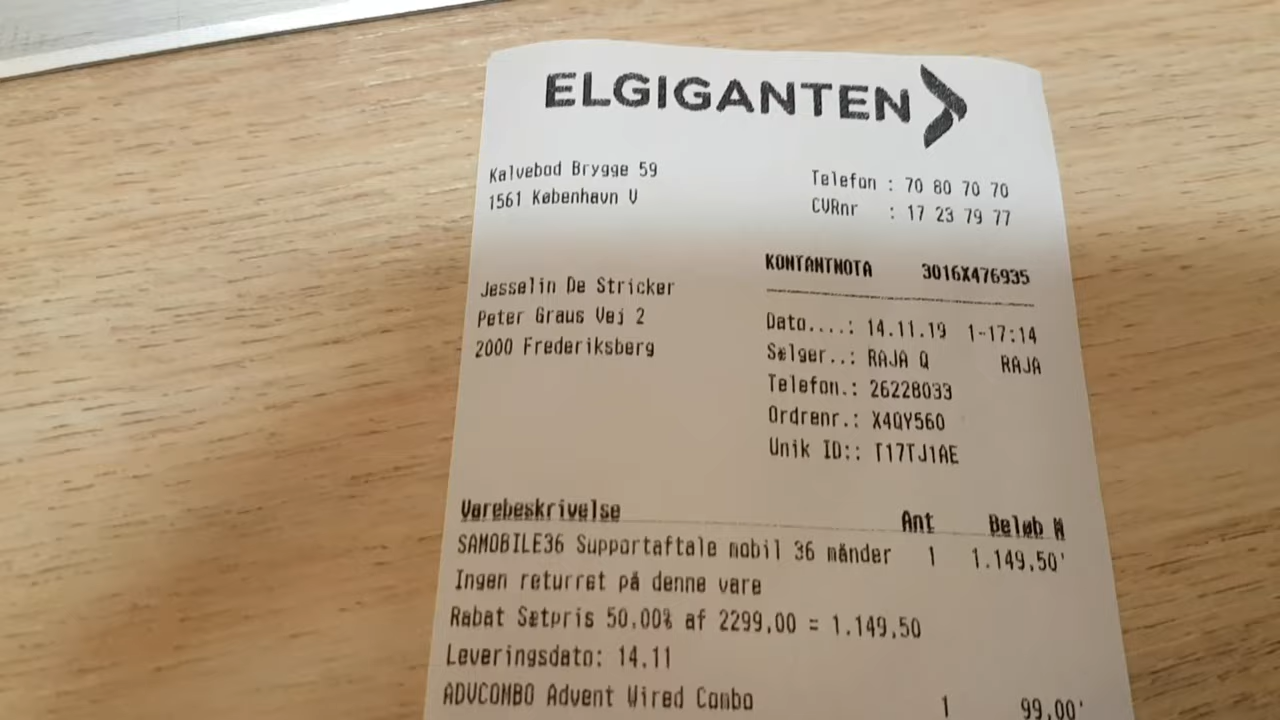 ELGIGANTEN
Kalvebod Brygge 59
1561 København V
Telefon : 70 80 70 70
CVRnr : 17 23 79 77
KONTANTNOTA 3016X476935
Jesselin De Stricker
Peter Graus Vej 2
2000 Frederiksberg
Dato....: 14.11.19 1-17:14
Sælger..: RAJA Q RAJA
Telefon.: 26228033
Ordrenr.: X4QY560
Unik ID:: T17TJ1AE
Varebeskrivelse Ant Beløb M
SAMOBILE36 Supportaftale mobil 36 månder 1 1.149,50'
Ingen returret på denne vare
Rabat Sætpris 50,00% af 2299,00 = 1.149,50
Leveringsdato: 14.11
ADVCOMBO Advent Wired Combo 1 99,00'